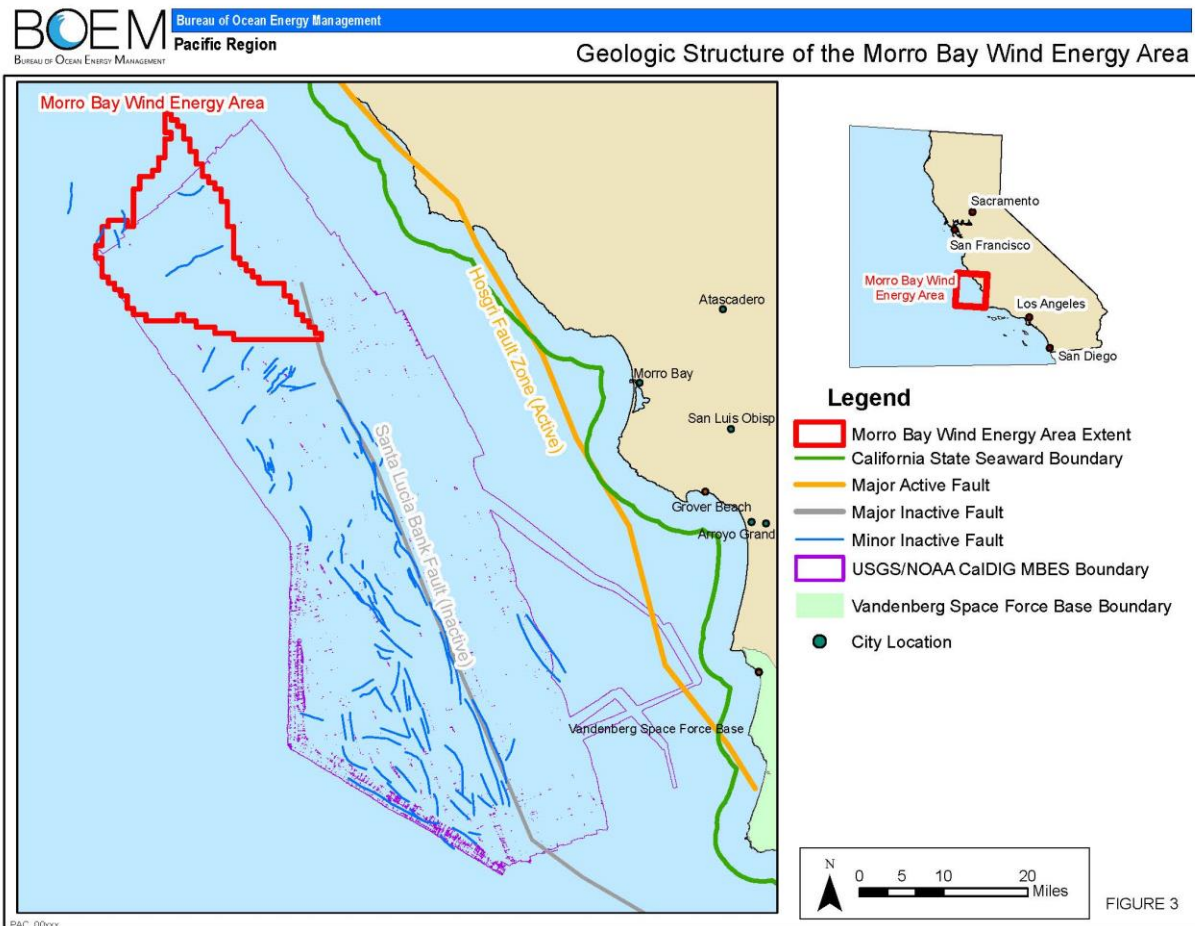 BOEM
BUREAU OF OCEAN ENERGY MANAGEMENT
Bureau of Ocean Energy Management
Pacific Region
Geologic Structure of the Morro Bay Wind Energy Area
Morro Bay Wind Energy Area
Hosgri Fault Zone (Active)
Santa Lucia Bank Fault (Inactive)
Atascadero
Morro Bay
San Luis Obisp
Grover Beach
Arroyo Grand
Vandenberg Space Force Base
Sacramento
San Francisco
Morro Bay Wind
Energy Area
Los Angeles
San Diego
Legend
Morro Bay Wind Energy Area Extent
California State Seaward Boundary
Major Active Fault
Major Inactive Fault
Minor Inactive Fault
USGS/NOAA CalDIG MBES Boundary
Vandenberg Space Force Base Boundary
City Location
N
0 5 10 20
Miles
FIGURE 3